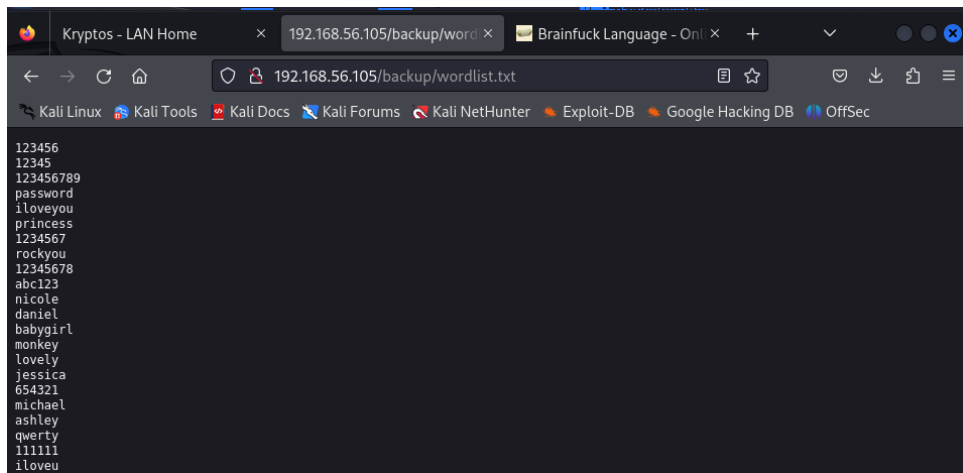 Kryptos - LAN Home
192.168.56.105/backup/word
Brainfuck Language - Onl
192.168.56.105/backup/wordlist.txt
Kali Linux Kali Tools Kali Docs Kali Forums Kali NetHunter Exploit-DB Google Hacking DB OffSec
123456
12345
123456789
password
iloveyou
princess
1234567
rockyou
12345678
abc123
nicole
daniel
babygirl
monkey
lovely
jessica
654321
michael
ashley
qwerty
111111
iloveu